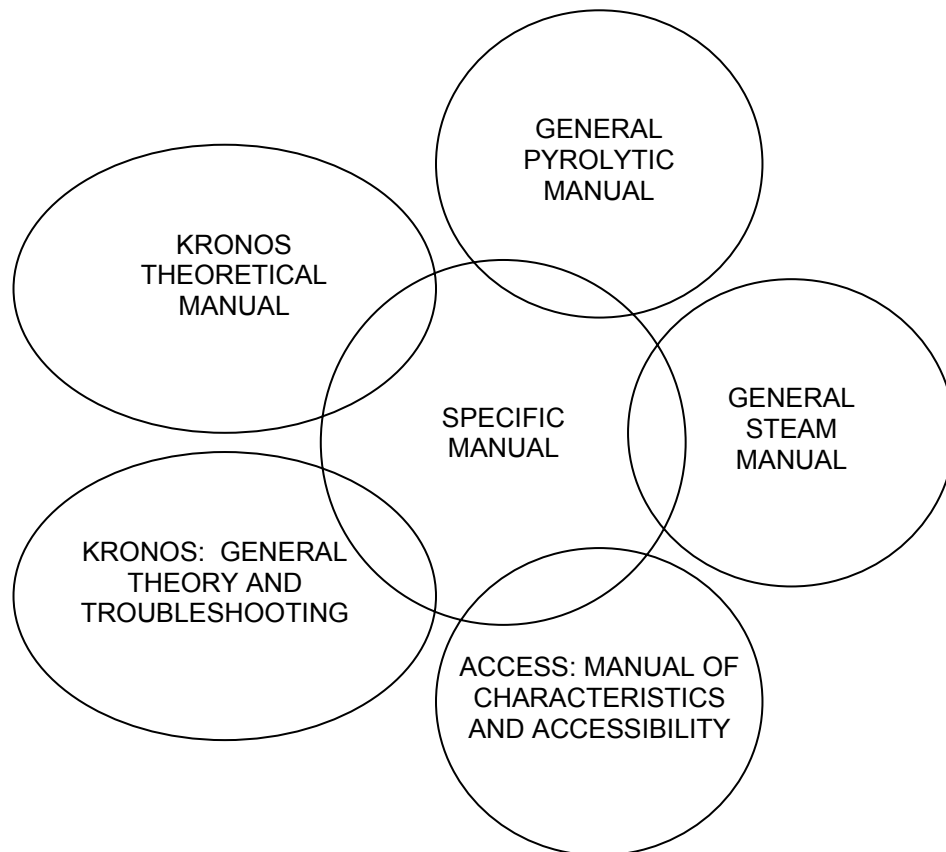 GENERAL
PYROLYTIC
MANUAL
KRONOS
THEORETICAL
MANUAL
SPECIFIC
MANUAL
GENERAL
STEAM
MANUAL
KRONOS:  GENERAL
THEORY AND
TROUBLESHOOTING
ACCESS: MANUAL OF
CHARACTERISTICS
AND ACCESSIBILITY